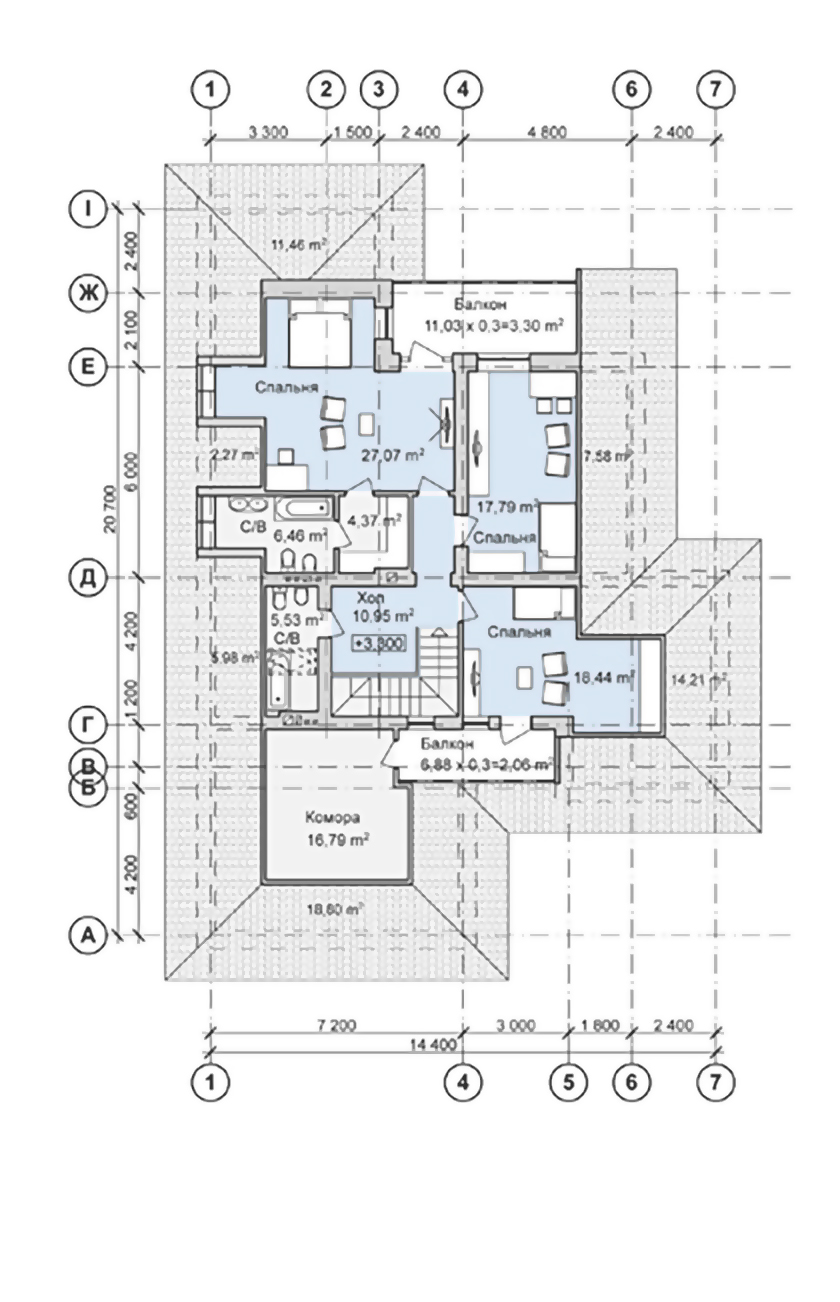 1 2 3 4 6 7
3 300 1 500 2 400 4 800 2 400
І
2 400
11,46 m²
Ж
Балкон
11,03 x 0,3=3,30 m²
2 100
Е
Спальня
2,27 m²
27,07 m²
7,58 m²
6 000
20 700
17,79 m²
Спальня
С/В
6,46 m²
4,37 m²
Д
Хол
10,95 m²
+3,300
5,53 m²
С/В
4 200
Спальня
5,98 m²
18,44 m²
14,21 m²
1 200
Г
Балкон
6,88 x 0,3=2,06 m²
В
Б
600
Комора
16,79 m²
4 200
18,60 m²
А
7 200 3 000 1 800 2 400
14 400
1 4 5 6 7